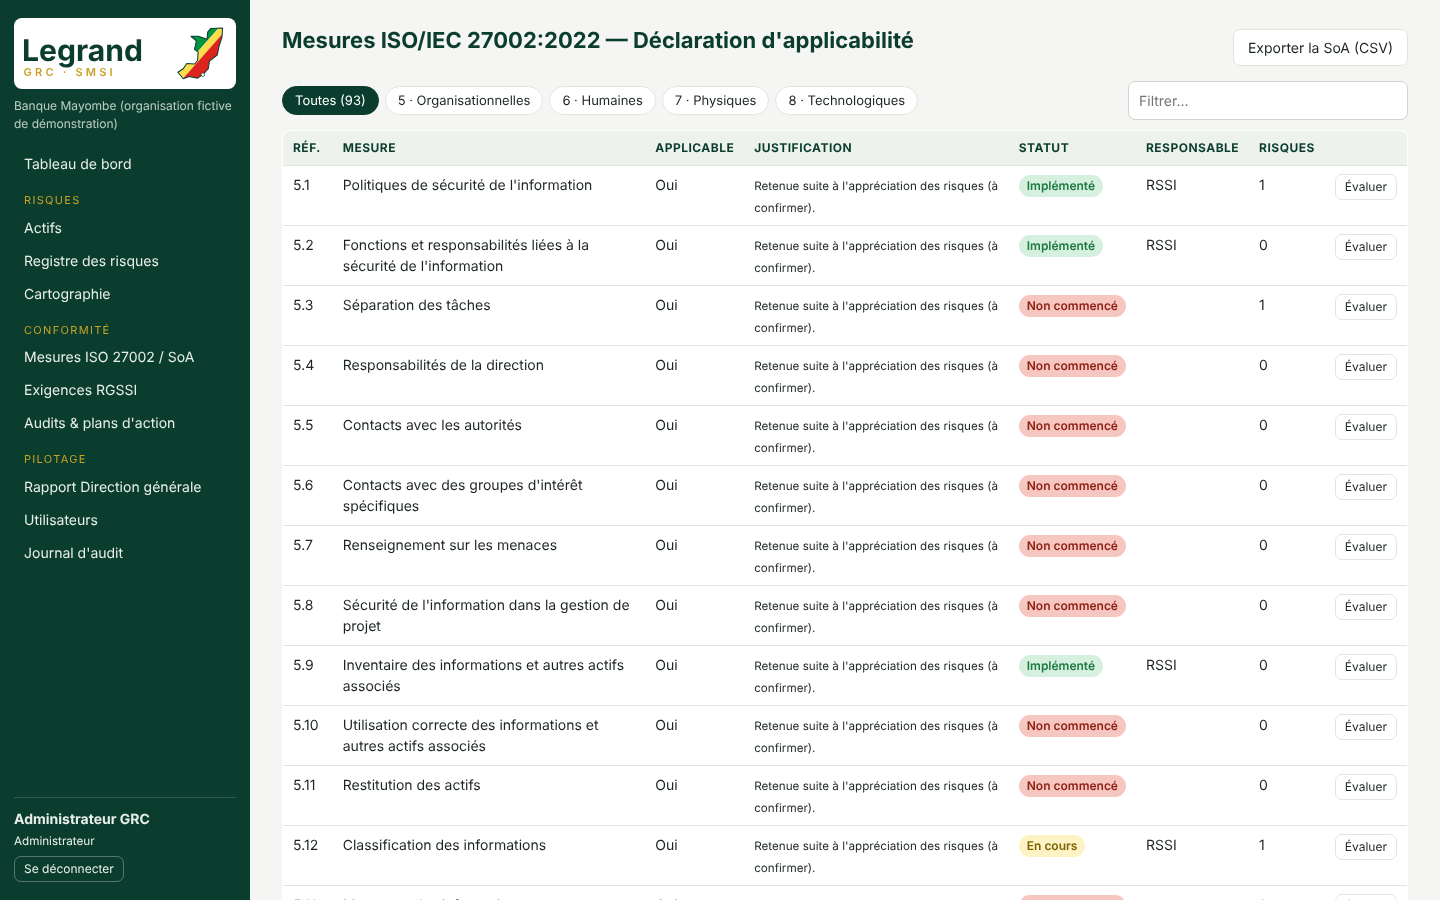 Legrand
GRC · SMSI
Banque Mayombe (organisation fictive
de démonstration)
Tableau de bord
RISQUES
Actifs
Registre des risques
Cartographie
CONFORMITÉ
Mesures ISO 27002 / SoA
Exigences RGSSI
Audits & plans d'action
PILOTAGE
Rapport Direction générale
Utilisateurs
Journal d'audit
Administrateur GRC
Administrateur
Se déconnecter
Mesures ISO/IEC 27002:2022 — Déclaration d'applicabilité
Exporter la SoA (CSV)
Toutes (93) 5 · Organisationnelles 6 · Humaines 7 · Physiques 8 · Technologiques
Filtrer...
RÉF. MESURE APPLICABLE JUSTIFICATION STATUT RESPONSABLE RISQUES
5.1 Politiques de sécurité de l'information Oui Retenue suite à l'appréciation des risques (à Implémenté RSSI 1 Évaluer
confirmer).
5.2 Fonctions et responsabilités liées à la Oui Retenue suite à l'appréciation des risques (à Implémenté RSSI 0 Évaluer
sécurité de l'information confirmer).
5.3 Séparation des tâches Oui Retenue suite à l'appréciation des risques (à Non commencé 1 Évaluer
confirmer).
5.4 Responsabilités de la direction Oui Retenue suite à l'appréciation des risques (à Non commencé 0 Évaluer
confirmer).
5.5 Contacts avec les autorités Oui Retenue suite à l'appréciation des risques (à Non commencé 0 Évaluer
confirmer).
5.6 Contacts avec des groupes d'intérêt Oui Retenue suite à l'appréciation des risques (à Non commencé 0 Évaluer
spécifiques confirmer).
5.7 Renseignement sur les menaces Oui Retenue suite à l'appréciation des risques (à Non commencé 0 Évaluer
confirmer).
5.8 Sécurité de l'information dans la gestion de Oui Retenue suite à l'appréciation des risques (à Non commencé 0 Évaluer
projet confirmer).
5.9 Inventaire des informations et autres actifs Oui Retenue suite à l'appréciation des risques (à Implémenté RSSI 0 Évaluer
associés confirmer).
5.10 Utilisation correcte des informations et Oui Retenue suite à l'appréciation des risques (à Non commencé 0 Évaluer
autres actifs associés confirmer).
5.11 Restitution des actifs Oui Retenue suite à l'appréciation des risques (à Non commencé 0 Évaluer
confirmer).
5.12 Classification des informations Oui Retenue suite à l'appréciation des risques (à En cours RSSI 1 Évaluer
confirmer).